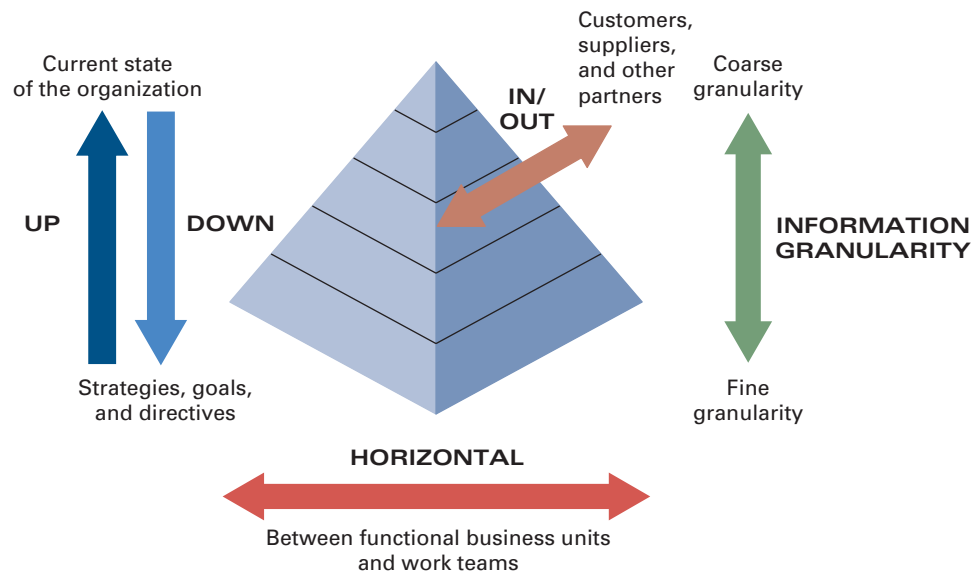 Current state
of the organization
UP
DOWN
Strategies, goals,
and directives
IN/
OUT
Customers,
suppliers,
and other
partners
Coarse
granularity
INFORMATION
GRANULARITY
Fine
granularity
HORIZONTAL
Between functional business units
and work teams